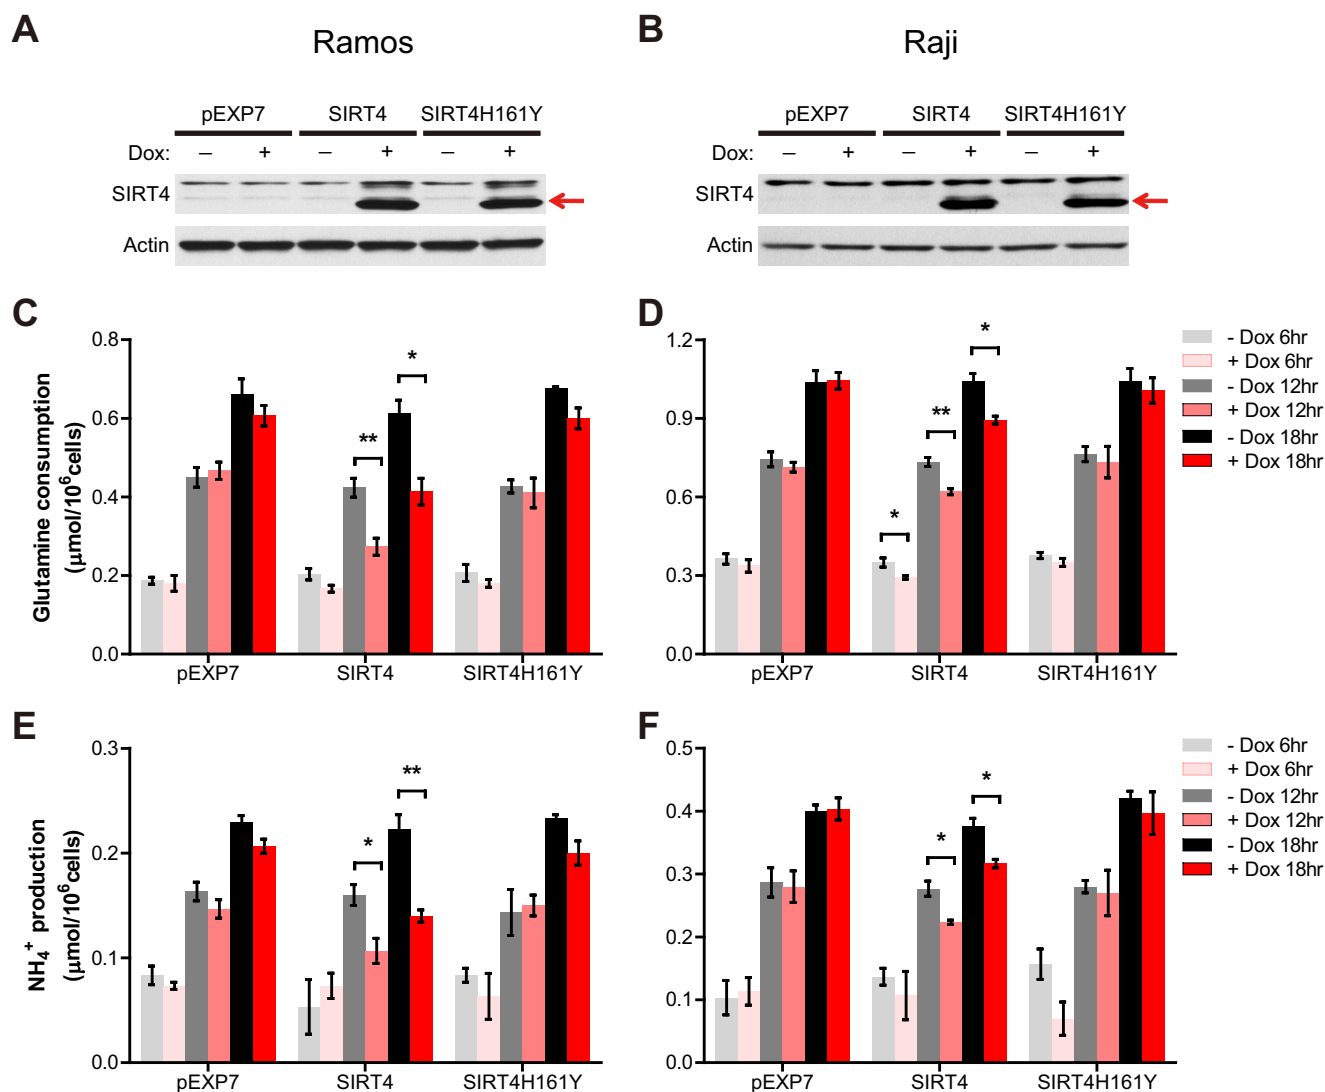 A
Ramos
B
Raji
pEXP7 SIRT4 SIRT4H161Y
Dox: – + – + – +
SIRT4
Actin
pEXP7 SIRT4 SIRT4H161Y
Dox: – + – + – +
SIRT4
Actin
C
Glutamine consumption
(μmol/10⁶cells)
0.8
0.6
0.4
0.2
0.0
**
*
pEXP7 SIRT4 SIRT4H161Y
D
1.2
0.9
0.6
0.3
0.0
*
**
*
pEXP7 SIRT4 SIRT4H161Y
- Dox 6hr
+ Dox 6hr
- Dox 12hr
+ Dox 12hr
- Dox 18hr
+ Dox 18hr
E
NH₄⁺ production
(μmol/10⁶cells)
0.3
0.2
0.1
0.0
*
**
pEXP7 SIRT4 SIRT4H161Y
F
0.5
0.4
0.3
0.2
0.1
0.0
*
*
pEXP7 SIRT4 SIRT4H161Y
- Dox 6hr
+ Dox 6hr
- Dox 12hr
+ Dox 12hr
- Dox 18hr
+ Dox 18hr